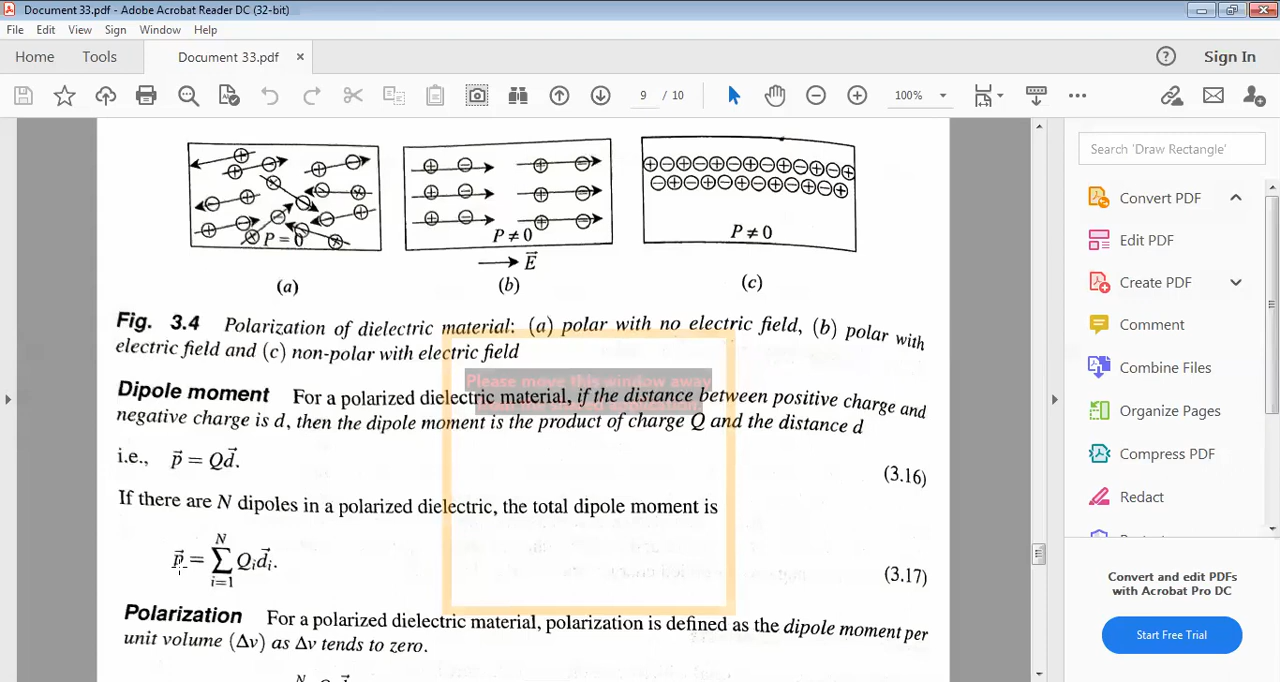 Document 33.pdf - Adobe Acrobat Reader DC (32-bit)
File Edit View Sign Window Help
Home Tools Document 33.pdf × Sign In
9 / 10 100%
P = 0 P ≠ 0 P ≠ 0
E⃗
(a) (b) (c)
Fig. 3.4 Polarization of dielectric material: (a) polar with no electric field, (b) polar with
electric field and (c) non-polar with electric field
Please move this window away
Dipole moment For a polarized dielectric material, if the distance between positive charge and
negative charge is d, then the dipole moment is the product of charge Q and the distance d
i.e., p⃗ = Qd⃗. (3.16)
If there are N dipoles in a polarized dielectric, the total dipole moment is
N
p⃗ = ∑ Qᵢd⃗ᵢ.
i=1 (3.17)
Polarization For a polarized dielectric material, polarization is defined as the dipole moment per
unit volume (Δv) as Δv tends to zero.
Search 'Draw Rectangle'
Convert PDF
Edit PDF
Create PDF
Comment
Combine Files
Organize Pages
Compress PDF
Redact
Convert and edit PDFs
with Acrobat Pro DC
Start Free Trial